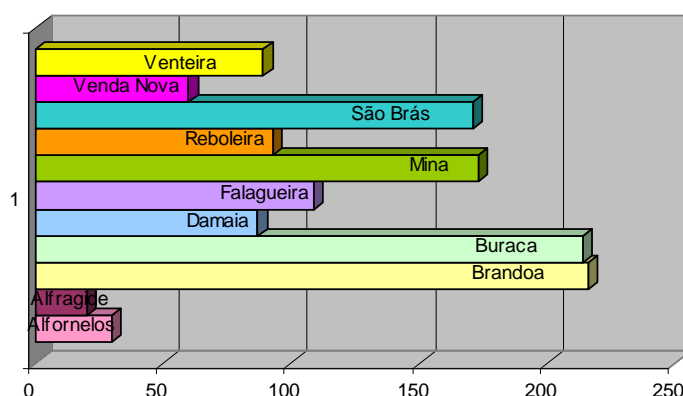 Venteira
Venda Nova
São Brás
Reboleira
Mina
1
Falagueira
Damaia
Buraca
Brandoa
Alfragide
Alfornelos
0 50 100 150 200 250